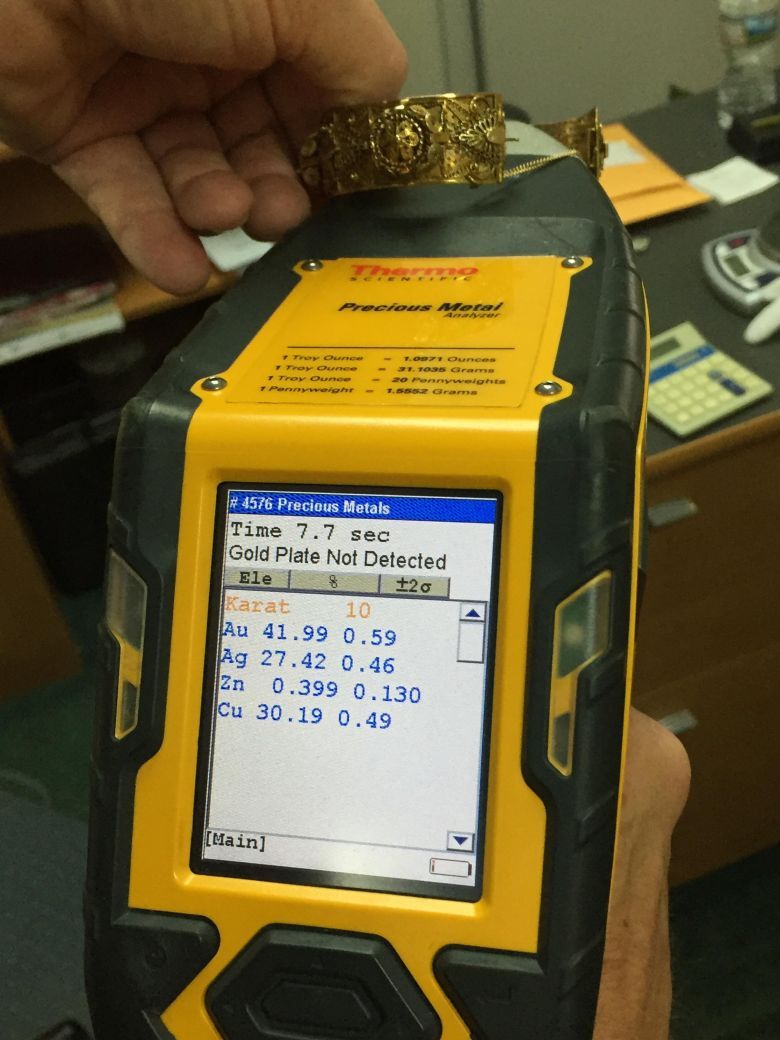 Thermo
SCIENTIFIC
Precious Metal
Analyzer
1 Troy Ounce = 1.0971 Ounces
1 Troy Ounce = 31.1035 Grams
1 Troy Ounce = 20 Pennyweights
1 Pennyweight = 1.5552 Grams
# 4576 Precious Metals
Time 7.7 sec
Gold Plate Not Detected
Ele % ±2σ
Karat 10
Au 41.99 0.59
Ag 27.42 0.46
Zn 0.399 0.130
Cu 30.19 0.49
[Main]